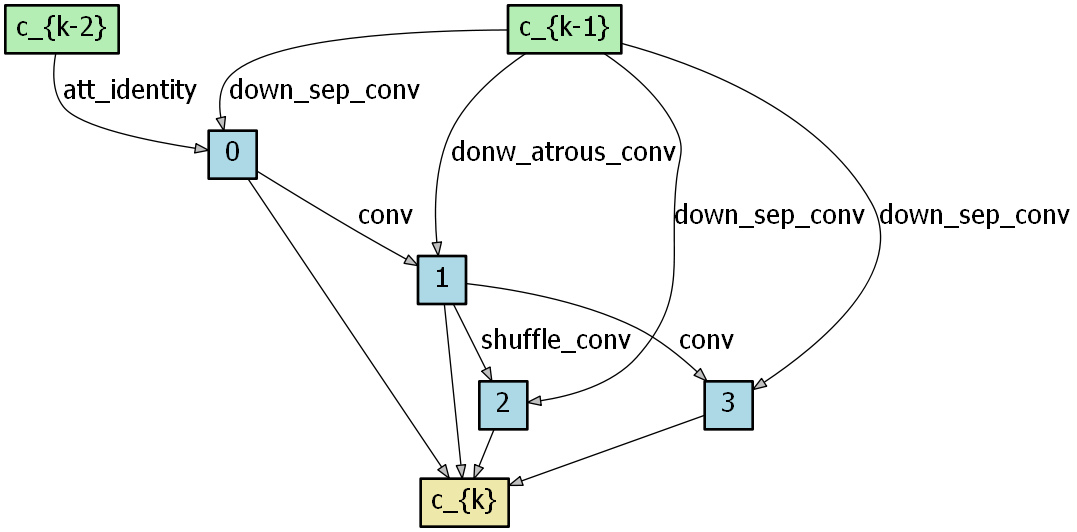 c_{k-2}
c_{k-1}
att_identity
down_sep_conv
0
donw_atrous_conv
conv
down_sep_conv
down_sep_conv
1
shuffle_conv
conv
2
3
c_{k}